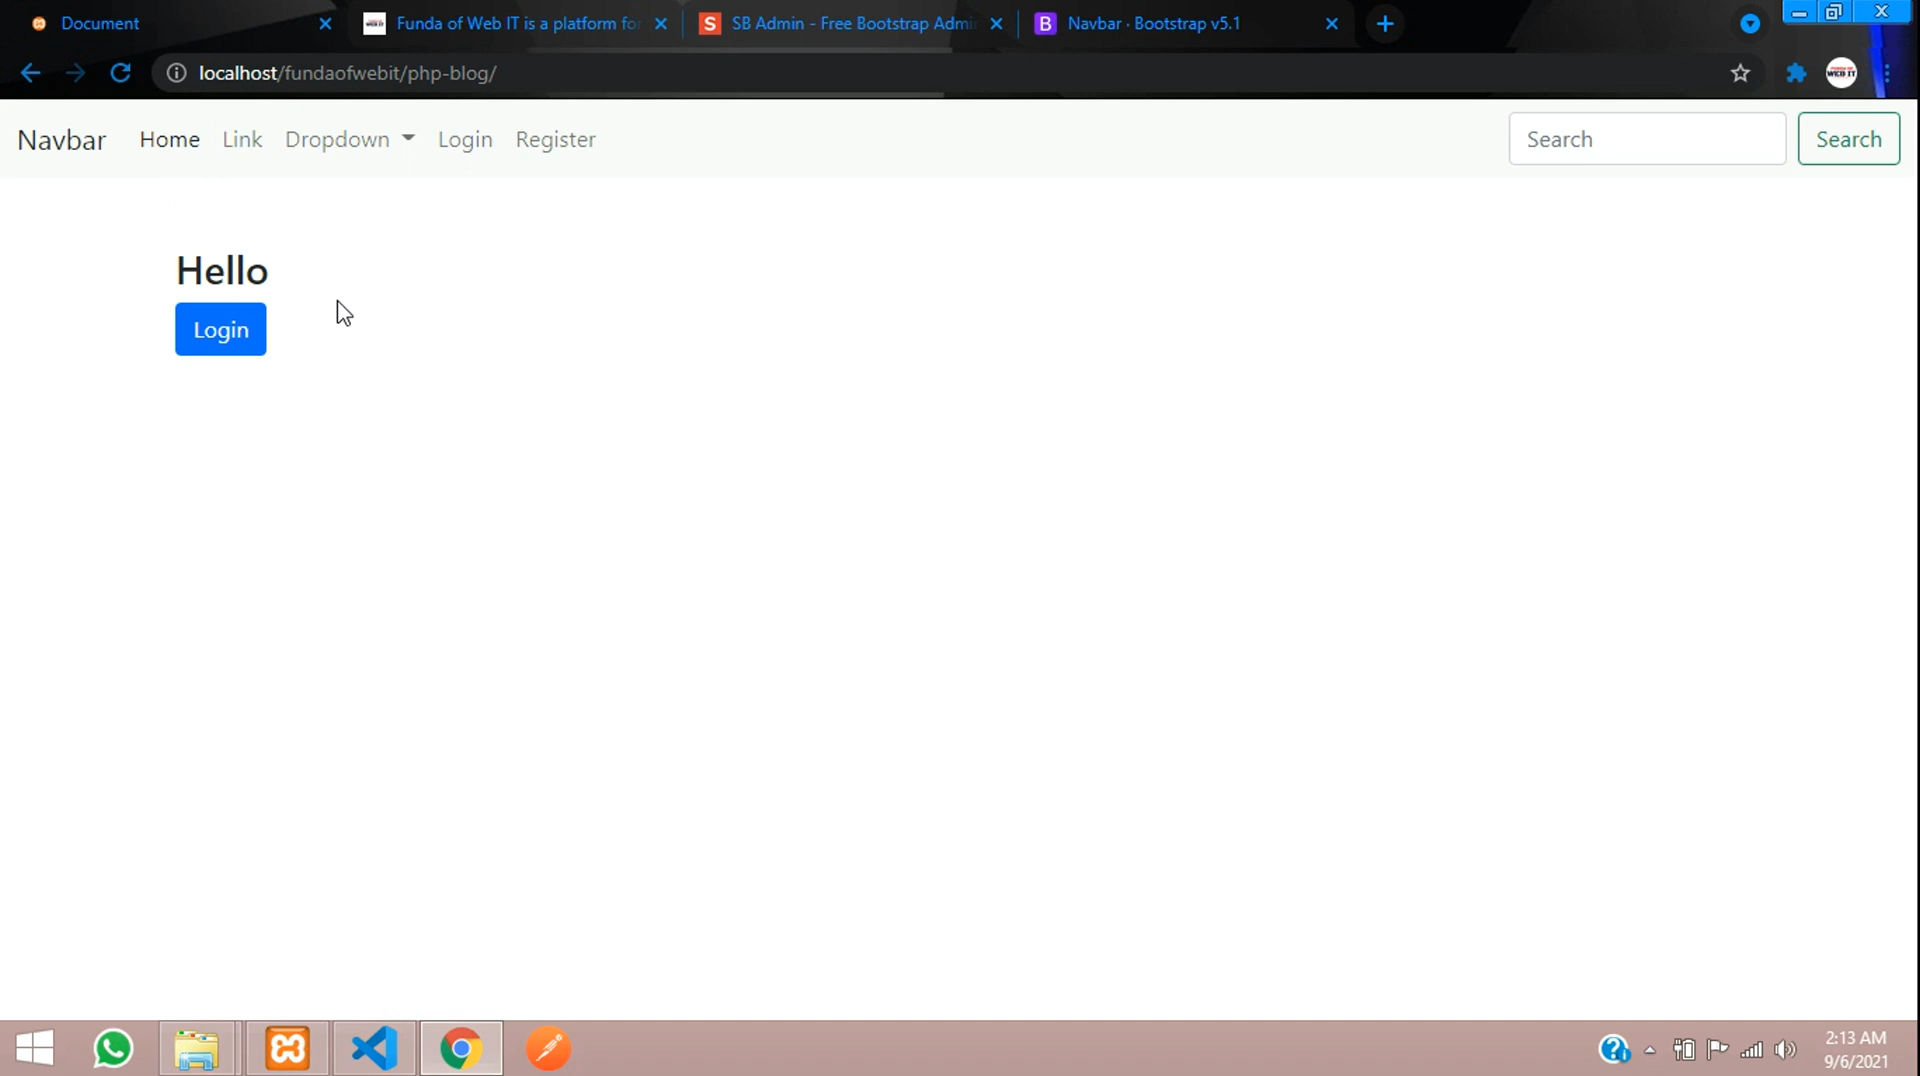 Document
Funda of Web IT is a platform for
SB Admin - Free Bootstrap Admi
Navbar · Bootstrap v5.1
localhost/fundaofwebit/php-blog/
Navbar Home Link Dropdown Login Register Search Search
Hello
Login
2:13 AM
9/6/2021